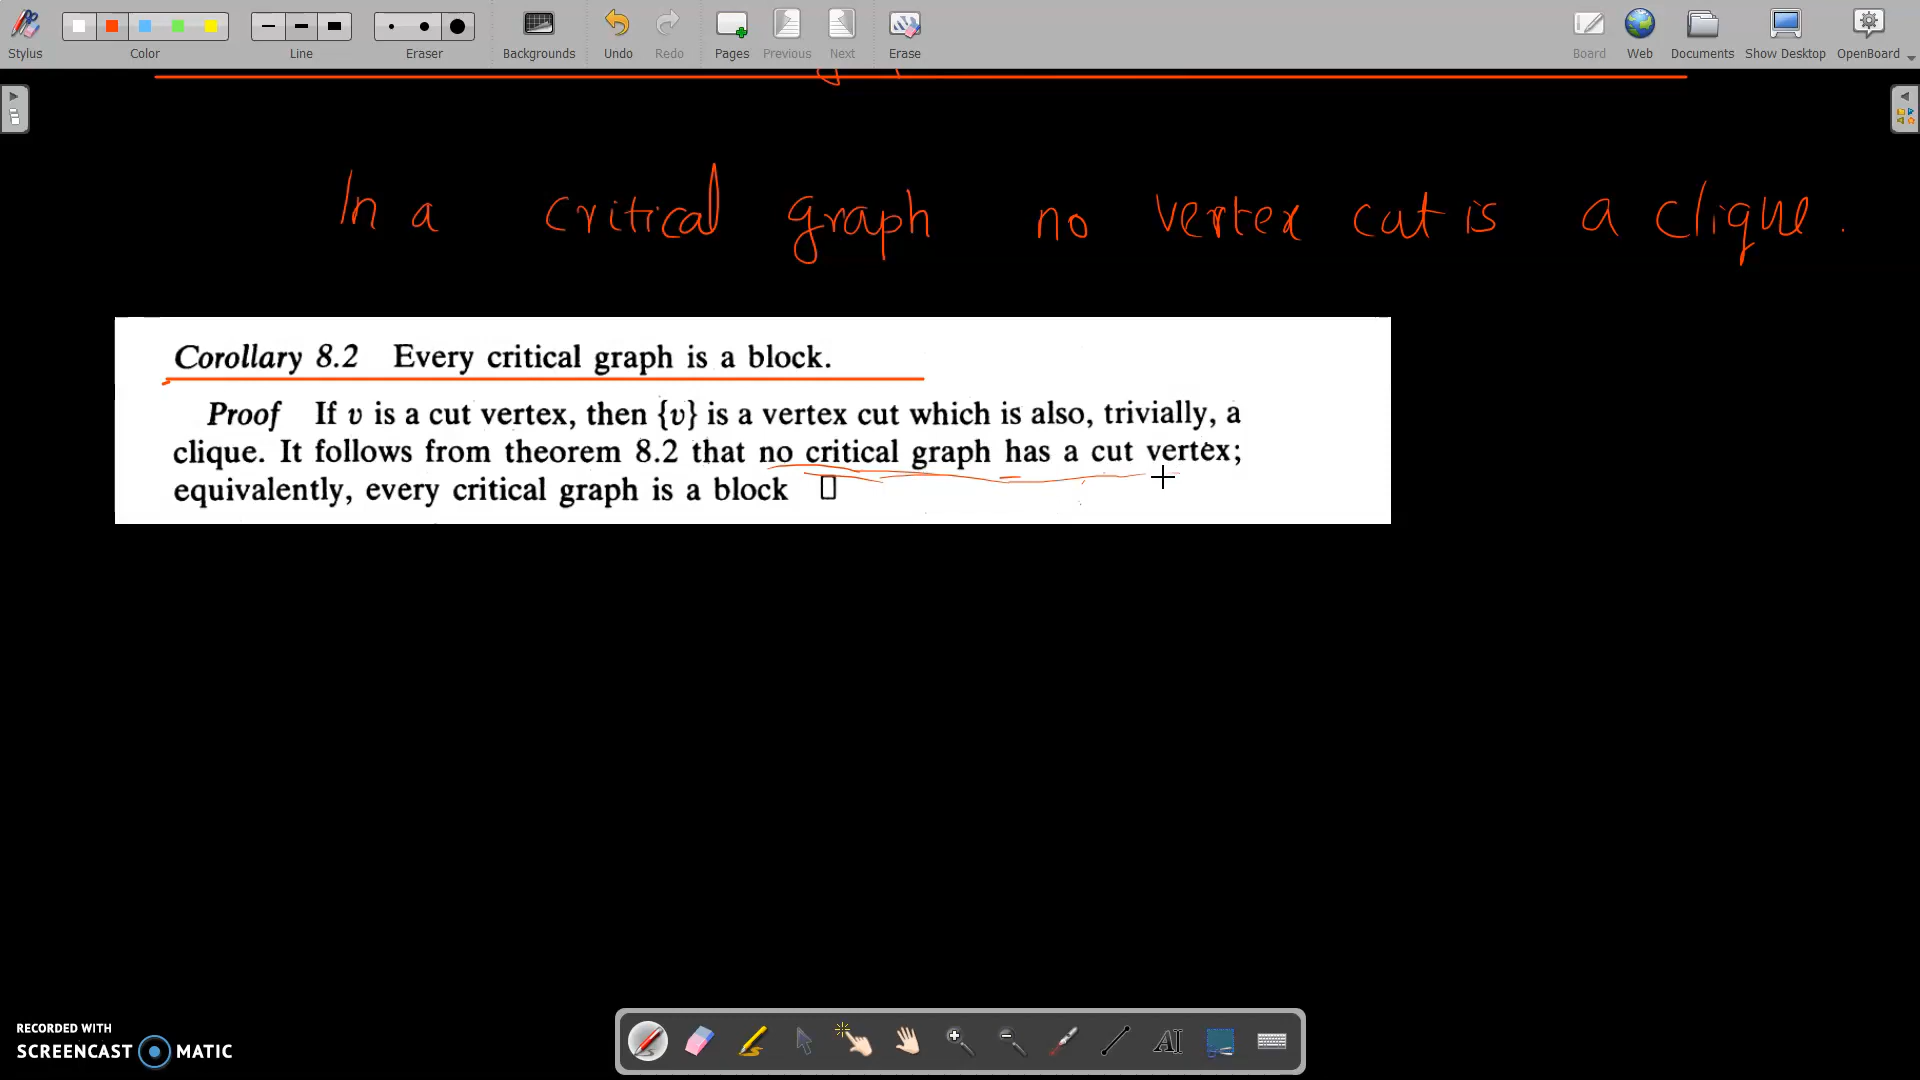 Stylus
Color
Line
Eraser
Backgrounds
Undo
Redo
Pages
Previous
Next
Erase
Board
Web
Documents
Show Desktop
OpenBoard
In a critical graph no vertex cut is a clique.
Corollary 8.2 Every critical graph is a block.
Proof If v is a cut vertex, then {v} is a vertex cut which is also, trivially, a
clique. It follows from theorem 8.2 that no critical graph has a cut vertex;
equivalently, every critical graph is a block □
RECORDED WITH
SCREENCAST MATIC
AI